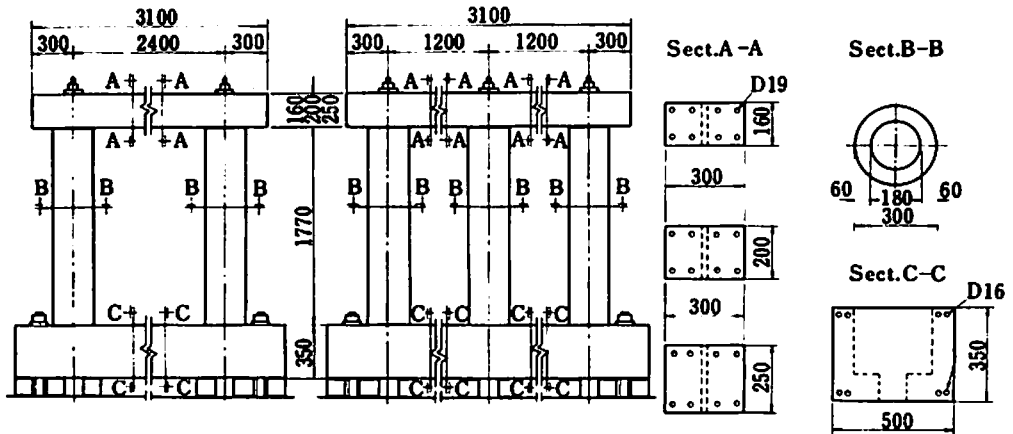 3100
300 2400 300
A A
160
200
250
A A
B B B B
1770
C C C C
350
C C
3100
300 1200 1200 300
A A A A
A A A A
B B B B B B
C C C C
C C C C
Sect.A-A
D19
160
300
200
300
250
Sect.B-B
60 180 60
300
Sect.C-C
D16
350
500